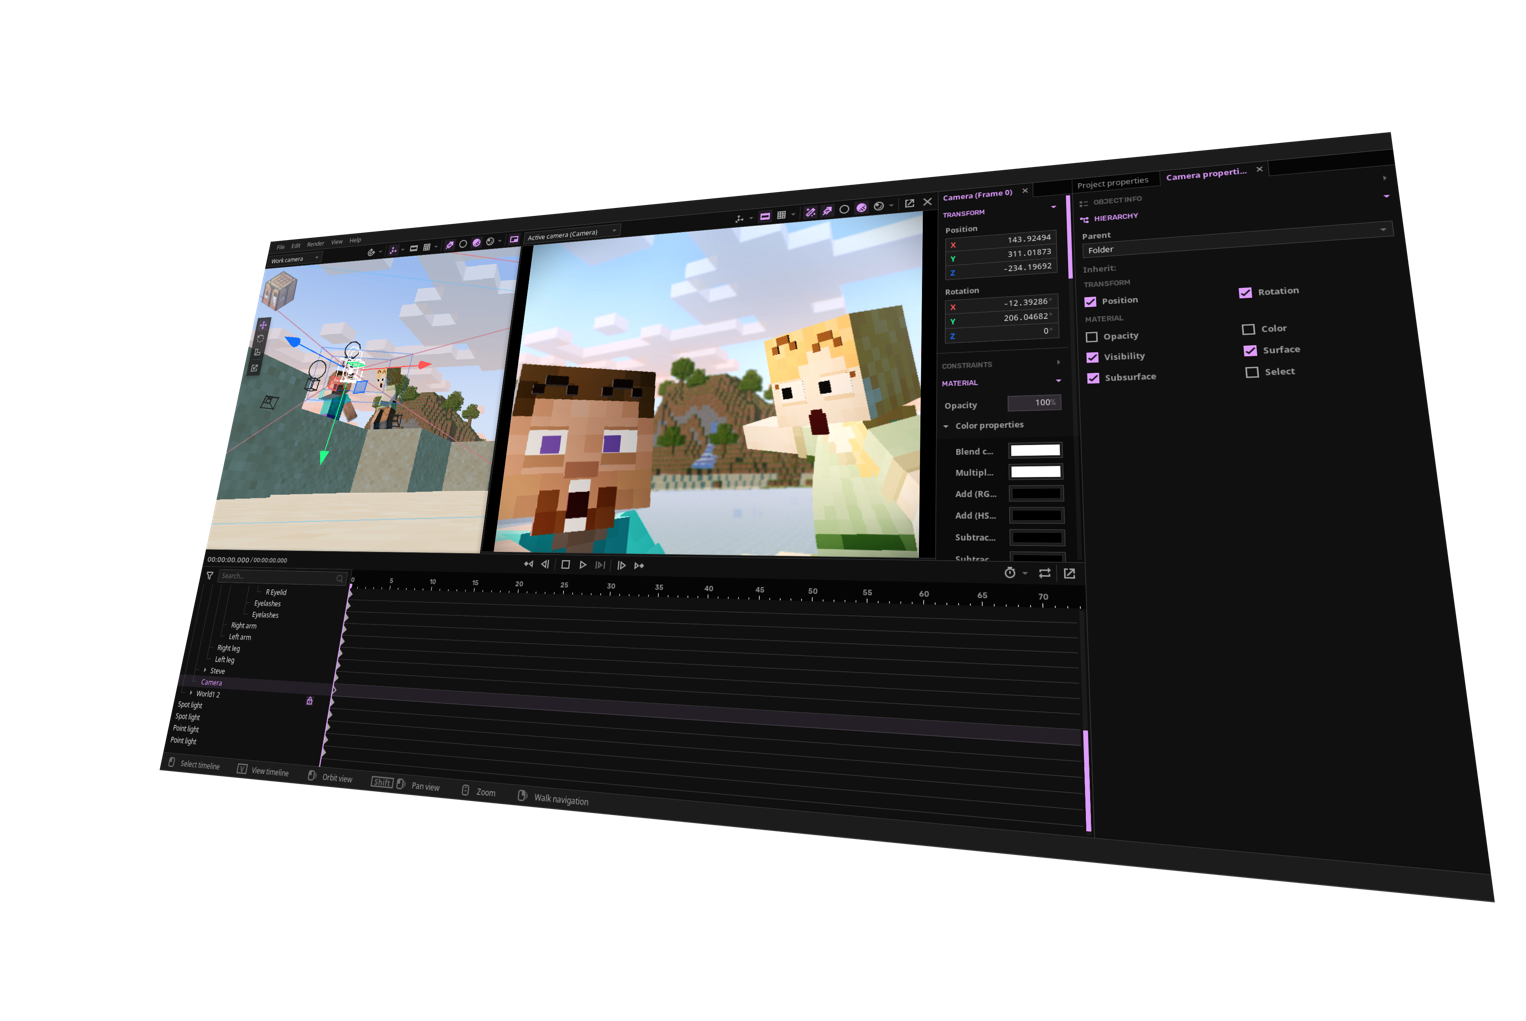 File Edit Render View Help
Work camera
Active camera (Camera)
Camera (Frame 0)
TRANSFORM
Position
X 143.92494
Y 311.01873
Z -234.19692
Rotation
X -12.39286°
Y 206.04682°
Z 0°
CONSTRAINTS
MATERIAL
Opacity 100%
Color properties
Blend c...
Multipl...
Add (RG...
Add (HS...
Subtrac...
Subtrac...
Project properties
Camera properti...
OBJECT INFO
HIERARCHY
Parent
Folder
Inherit:
TRANSFORM
Position Rotation
MATERIAL
Opacity Color
Visibility Surface
Subsurface Select
00:00:00.000 / 00:00:00.000
Search...
0 5 10 15 20 25 30 35 40 45 50 55 60 65 70
R Eyelid
Eyelashes
Eyelashes
Right arm
Left arm
Right leg
Left leg
Steve
Camera
World1 2
Spot light
Spot light
Point light
Point light
Select timeline
V View timeline
Orbit view
Shift Pan view
Zoom
Walk navigation